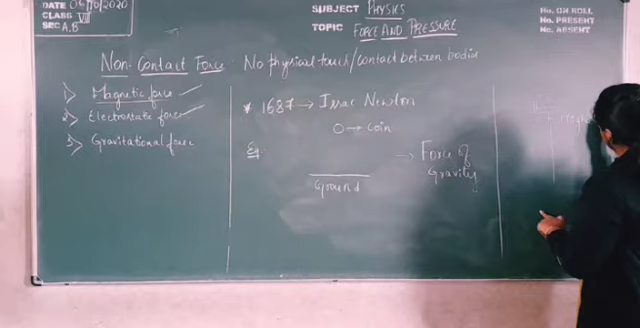 DATE 06/10/2020
CLASS VIII
SEC A,B
SUBJECT PHYSICS
TOPIC FORCE AND PRESSURE
No. ON ROLL
No. PRESENT
No. ABSENT
Non-Contact Force - No physical touch/contact between bodies
1> Magnetic force
2> Electrostatic force
3> Gravitational force
* 1687 → Issac Newton
O → coin
Eg.
Ground
→ Force of
Gravity